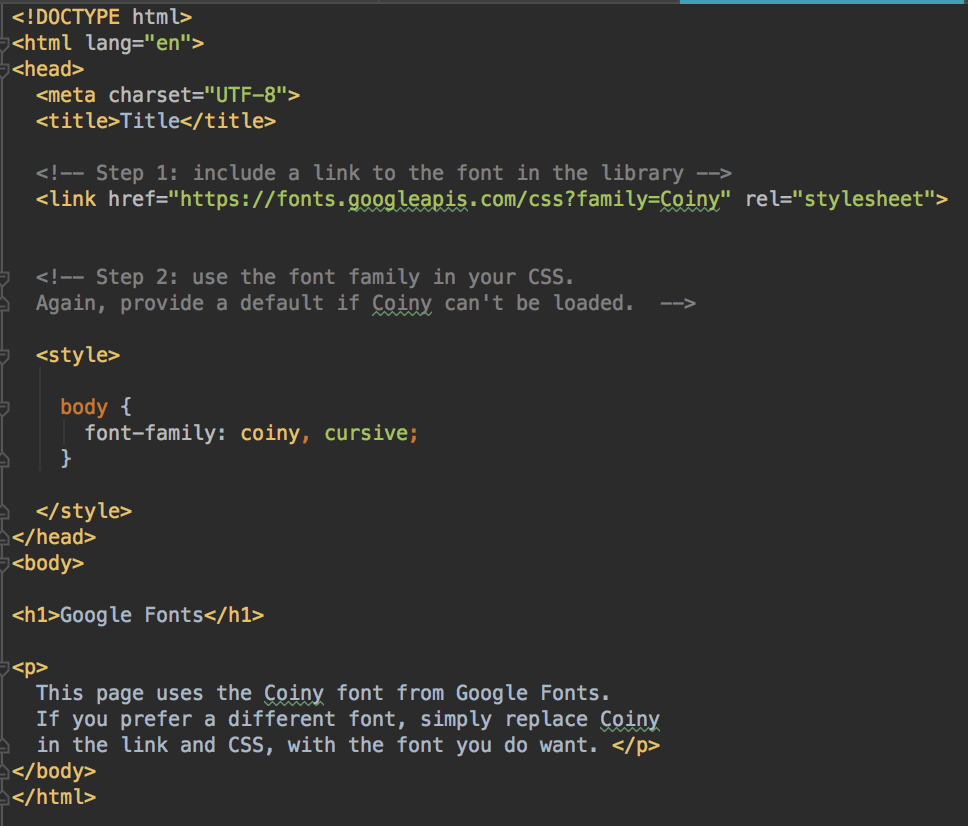 <!DOCTYPE html>
<html lang="en">
<head>
  <meta charset="UTF-8">
  <title>Title</title>
  <!-- Step 1: include a link to the font in the library -->
  <link href="https://fonts.googleapis.com/css?family=Coiny" rel="stylesheet">
  <!-- Step 2: use the font family in your CSS.
  Again, provide a default if Coiny can't be loaded.  -->
  <style>
    body {
      font-family: coiny, cursive;
    }
  </style>
</head>
<body>
<h1>Google Fonts</h1>
<p>
  This page uses the Coiny font from Google Fonts.
  If you prefer a different font, simply replace Coiny
  in the link and CSS, with the font you do want. </p>
</body>
</html>